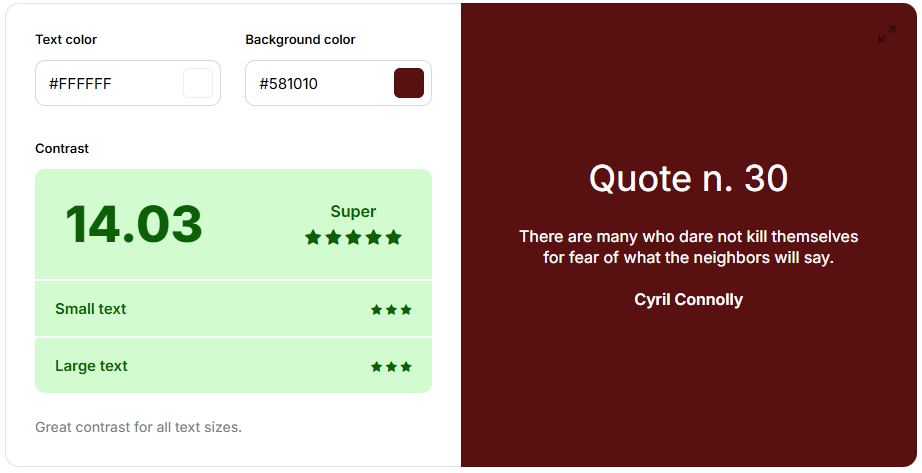 Text color
Background color
#FFFFFF
#581010
Contrast
14.03
Super
Small text
Large text
Great contrast for all text sizes.
Quote n. 30
There are many who dare not kill themselves
for fear of what the neighbors will say.
Cyril Connolly